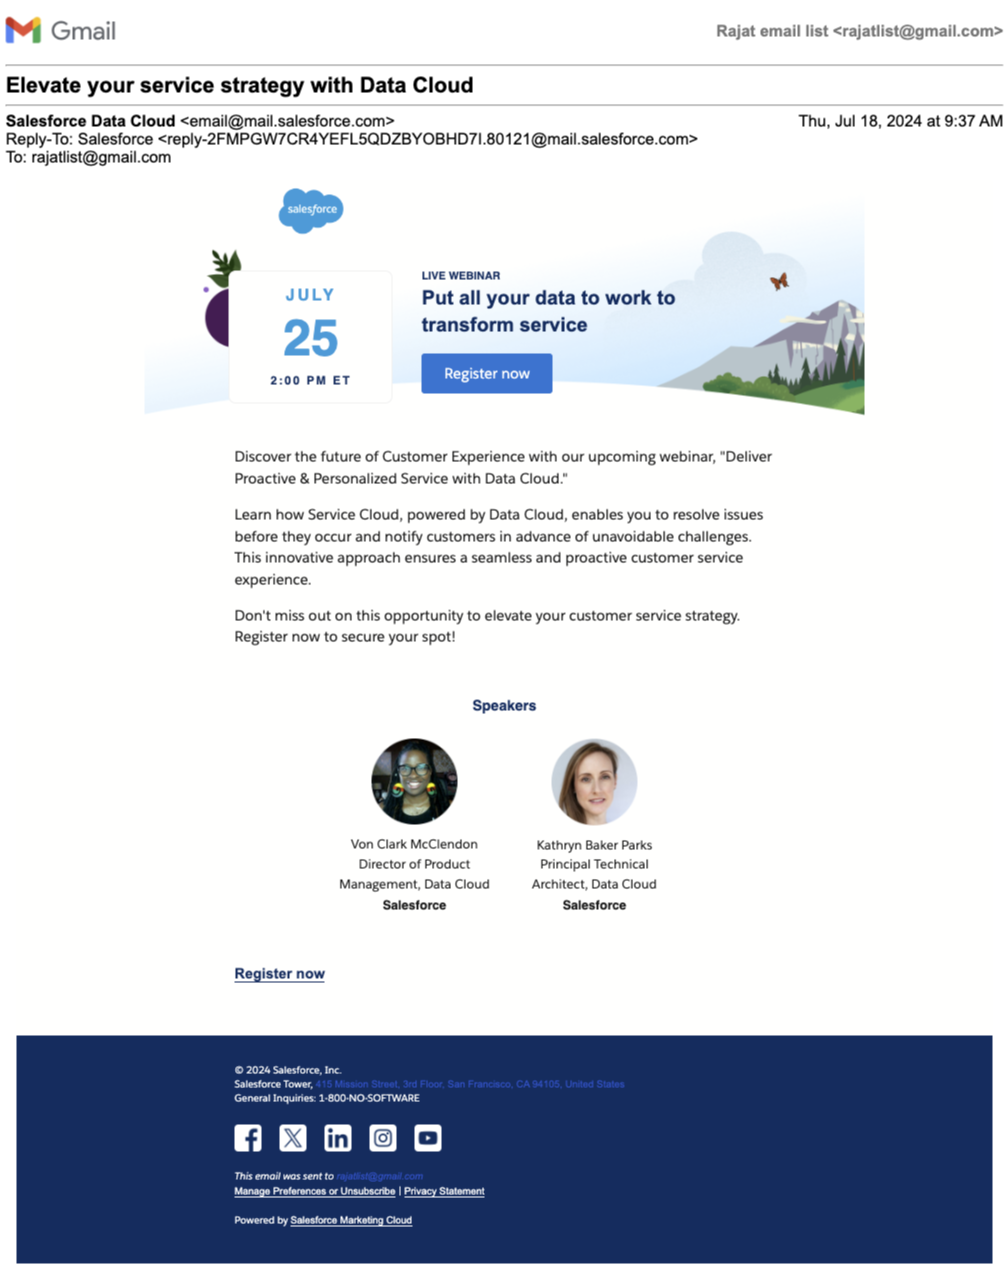 Gmail
Rajat email list <rajatlist@gmail.com>
Elevate your service strategy with Data Cloud
Salesforce Data Cloud <email@mail.salesforce.com>
Thu, Jul 18, 2024 at 9:37 AM
Reply-To: Salesforce <reply-2FMPGW7CR4YEFL5QDZBYOBHD7I.80121@mail.salesforce.com>
To: rajatlist@gmail.com
salesforce
JULY
25
2:00 PM ET
LIVE WEBINAR
Put all your data to work to
transform service
Register now
Discover the future of Customer Experience with our upcoming webinar, "Deliver
Proactive & Personalized Service with Data Cloud."
Learn how Service Cloud, powered by Data Cloud, enables you to resolve issues
before they occur and notify customers in advance of unavoidable challenges.
This innovative approach ensures a seamless and proactive customer service
experience.
Don't miss out on this opportunity to elevate your customer service strategy.
Register now to secure your spot!
Speakers
Von Clark McClendon
Director of Product
Management, Data Cloud
Salesforce
Kathryn Baker Parks
Principal Technical
Architect, Data Cloud
Salesforce
Register now
© 2024 Salesforce, Inc.
Salesforce Tower, 415 Mission Street, 3rd Floor, San Francisco, CA 94105, United States
General Inquiries: 1-800-NO-SOFTWARE
This email was sent to rajatlist@gmail.com
Manage Preferences or Unsubscribe | Privacy Statement
Powered by Salesforce Marketing Cloud